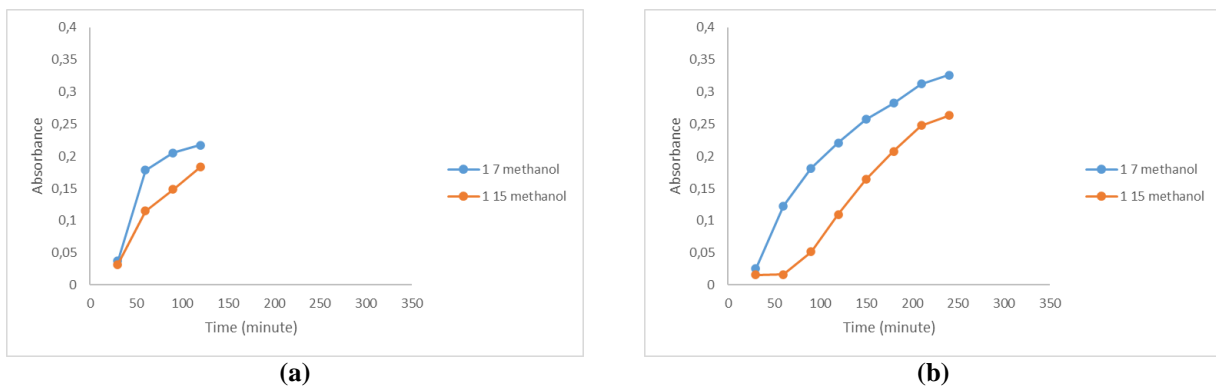 0,4
0,35
0,3
0,25
0,2
0,15
0,1
0,05
0
Absorbance
0 50 100 150 200 250 300 350
Time (minute)
1 7 methanol
1 15 methanol
(a)
0,4
0,35
0,3
0,25
0,2
0,15
0,1
0,05
0
Absorbance
0 50 100 150 200 250 300 350
Time (minute)
1 7 methanol
1 15 methanol
(b)